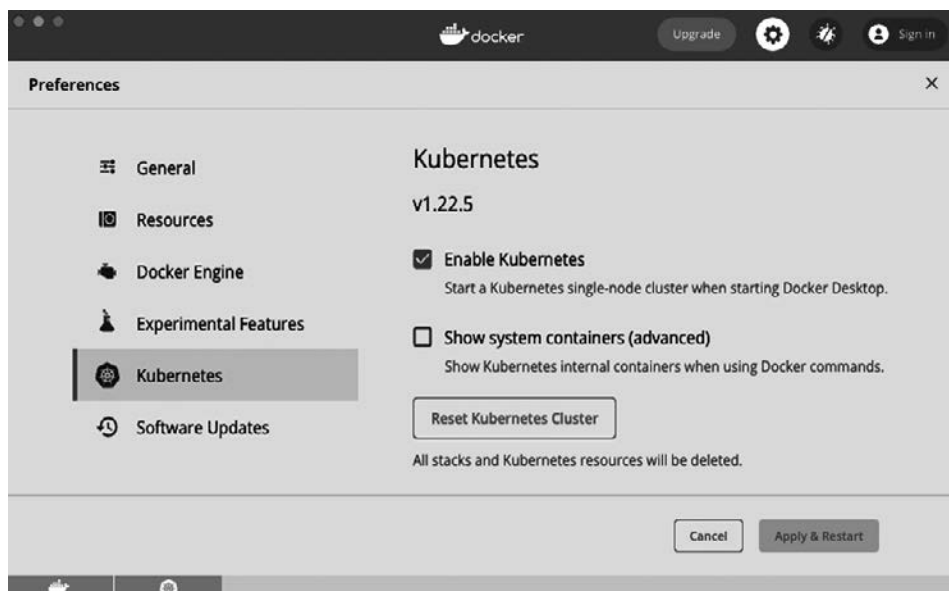 docker
Upgrade
Sign in
Preferences
General
Resources
Docker Engine
Experimental Features
Kubernetes
Software Updates
Kubernetes
v1.22.5
Enable Kubernetes
Start a Kubernetes single-node cluster when starting Docker Desktop.
Show system containers (advanced)
Show Kubernetes internal containers when using Docker commands.
Reset Kubernetes Cluster
All stacks and Kubernetes resources will be deleted.
Cancel
Apply & Restart